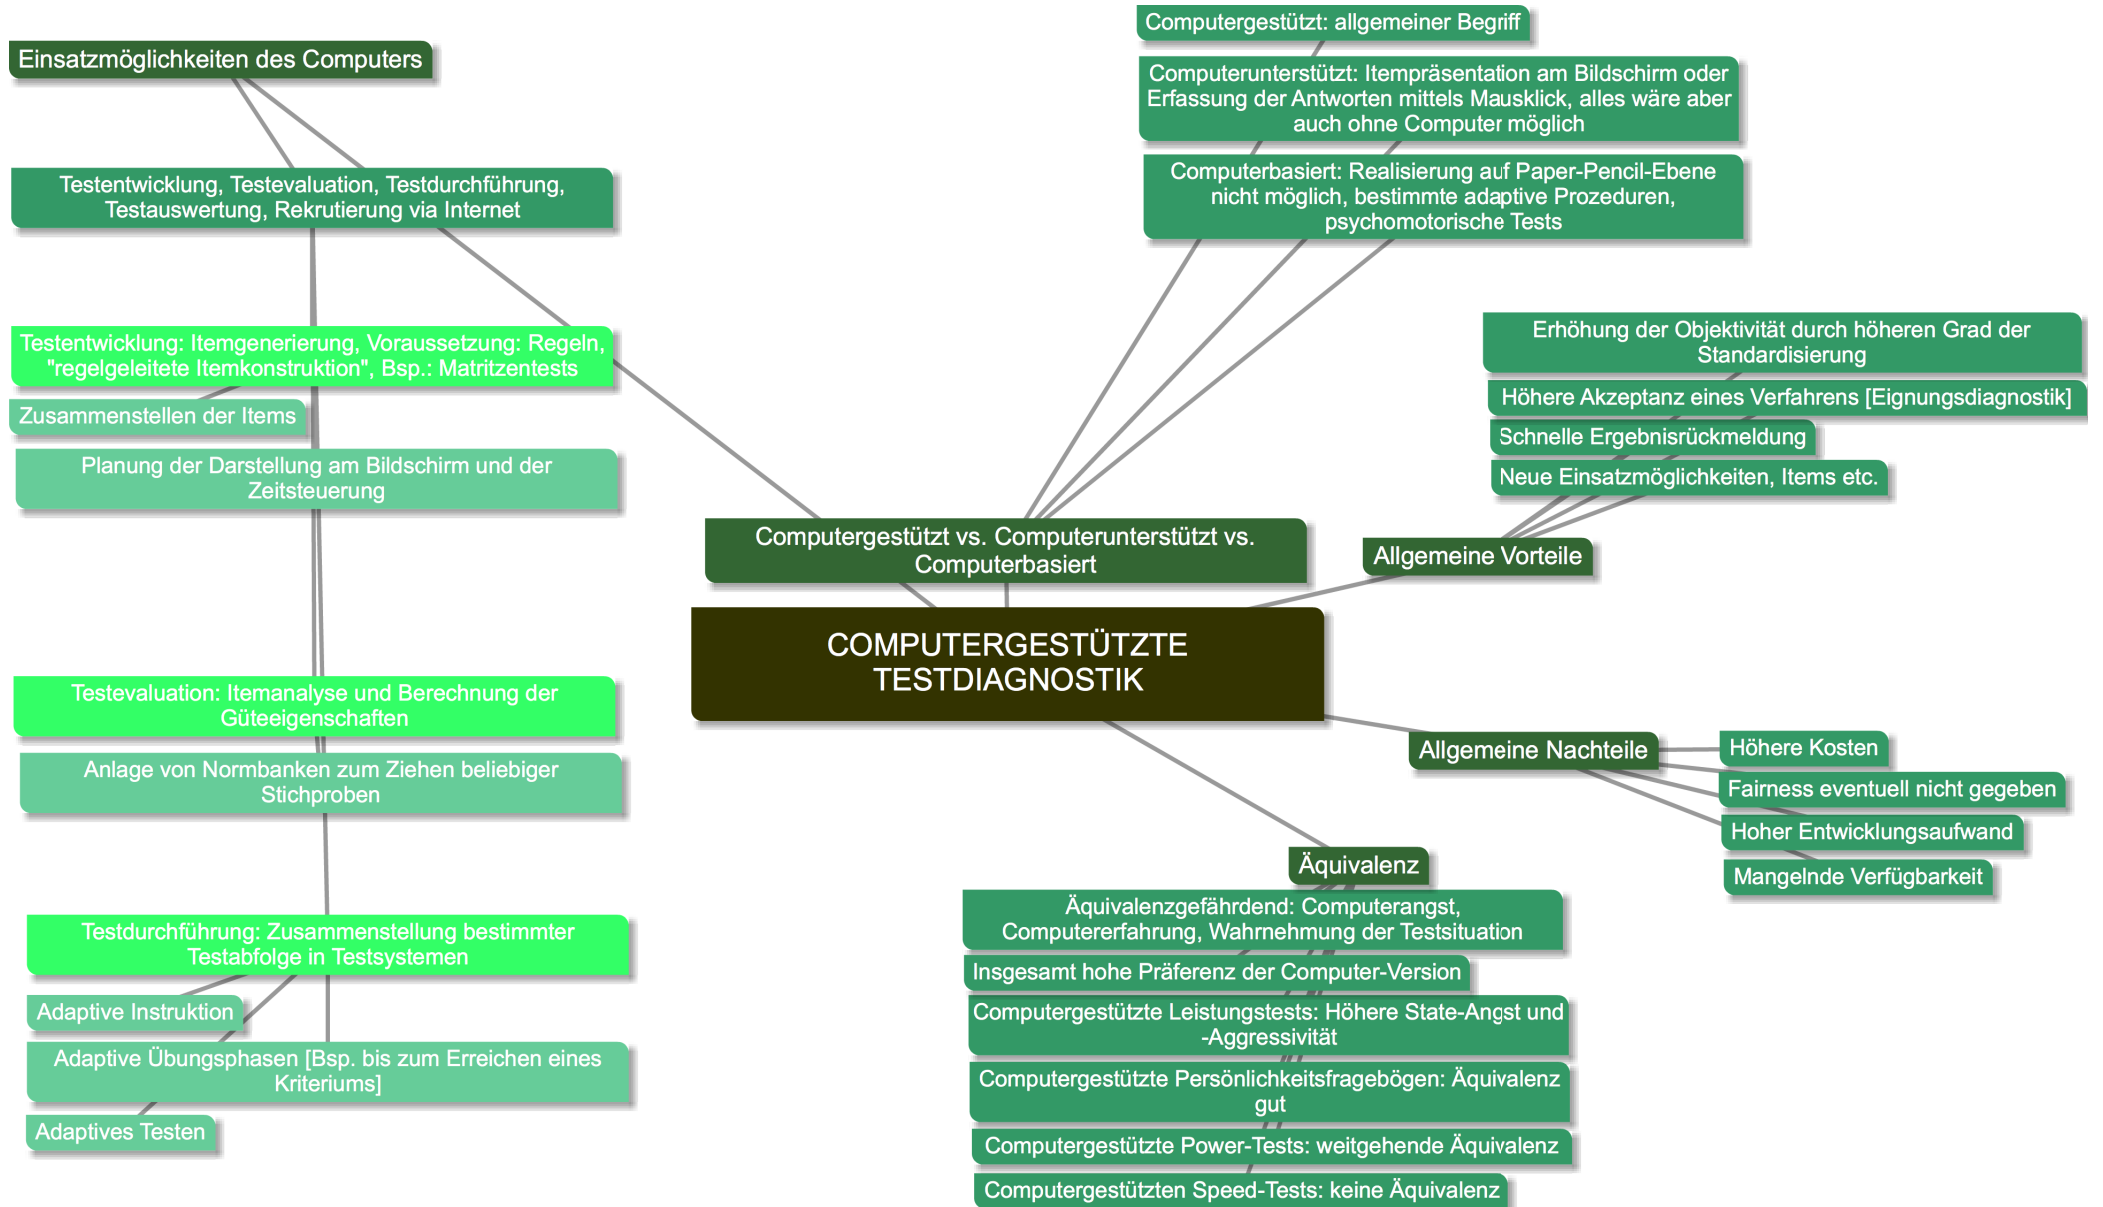 Einsatzmöglichkeiten des Computers
Testentwicklung, Testevaluation, Testdurchführung,
Testauswertung, Rekrutierung via Internet
Testentwicklung: Itemgenerierung, Voraussetzung: Regeln,
"regelgeleitete Itemkonstruktion", Bsp.: Matritzentests
Zusammenstellen der Items
Planung der Darstellung am Bildschirm und der
Zeitsteuerung
Testevaluation: Itemanalyse und Berechnung der
Güteeigenschaften
Anlage von Normbanken zum Ziehen beliebiger
Stichproben
Testdurchführung: Zusammenstellung bestimmter
Testabfolge in Testsystemen
Adaptive Instruktion
Adaptive Übungsphasen [Bsp. bis zum Erreichen eines
Kriteriums]
Adaptives Testen
Computergestützt: allgemeiner Begriff
Computerunterstützt: Itempräsentation am Bildschirm oder
Erfassung der Antworten mittels Mausklick, alles wäre aber
auch ohne Computer möglich
Computerbasiert: Realisierung auf Paper-Pencil-Ebene
nicht möglich, bestimmte adaptive Prozeduren,
psychomotorische Tests
Computergestützt vs. Computerunterstützt vs.
Computerbasiert
COMPUTERGESTÜTZTE
TESTDIAGNOSTIK
Erhöhung der Objektivität durch höheren Grad der
Standardisierung
Höhere Akzeptanz eines Verfahrens [Eignungsdiagnostik]
Schnelle Ergebnisrückmeldung
Neue Einsatzmöglichkeiten, Items etc.
Allgemeine Vorteile
Allgemeine Nachteile
Höhere Kosten
Fairness eventuell nicht gegeben
Hoher Entwicklungsaufwand
Mangelnde Verfügbarkeit
Äquivalenz
Äquivalenzgefährdend: Computerangst,
Computererfahrung, Wahrnehmung der Testsituation
Insgesamt hohe Präferenz der Computer-Version
Computergestützte Leistungstests: Höhere State-Angst und
-Aggressivität
Computergestützte Persönlichkeitsfragebögen: Äquivalenz
gut
Computergestützte Power-Tests: weitgehende Äquivalenz
Computergestützten Speed-Tests: keine Äquivalenz